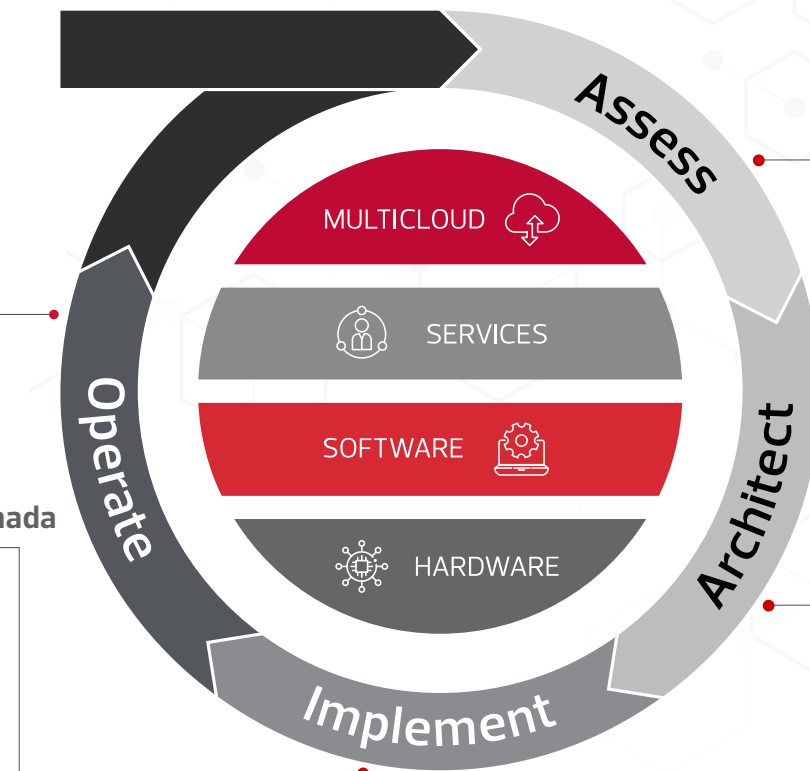 Assess
MULTICLOUD
SERVICES
SOFTWARE
HARDWARE
Architect
Implement
Operate
nada